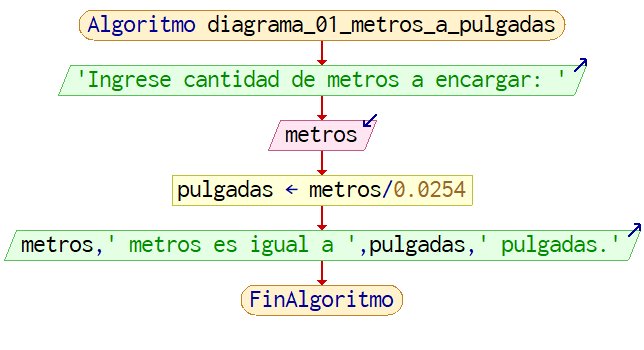 Algoritmo diagrama_01_metros_a_pulgadas
'Ingrese cantidad de metros a encargar: '
metros
pulgadas ← metros/0.0254
metros,' metros es igual a ',pulgadas,' pulgadas.'
FinAlgoritmo